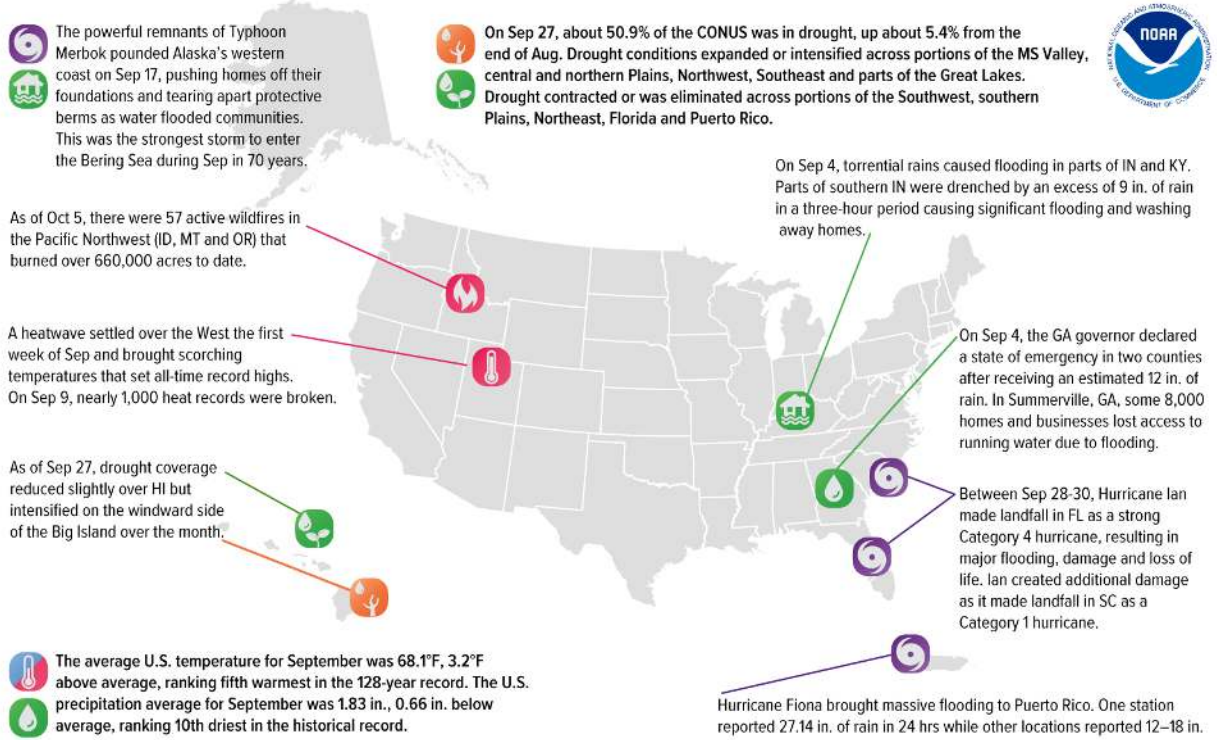 The powerful remnants of Typhoon
Merbok pounded Alaska's western
coast on Sep 17, pushing homes off their
foundations and tearing apart protective
berms as water flooded communities.
This was the strongest storm to enter
the Bering Sea during Sep in 70 years.
On Sep 27, about 50.9% of the CONUS was in drought, up about 5.4% from the
end of Aug. Drought conditions expanded or intensified across portions of the MS Valley,
central and northern Plains, Northwest, Southeast and parts of the Great Lakes.
Drought contracted or was eliminated across portions of the Southwest, southern
Plains, Northeast, Florida and Puerto Rico.
NATIONAL OCEANIC AND ATMOSPHERIC ADMINISTRATION
NOAA
U.S. DEPARTMENT OF COMMERCE
On Sep 4, torrential rains caused flooding in parts of IN and KY.
Parts of southern IN were drenched by an excess of 9 in. of rain
in a three-hour period causing significant flooding and washing
away homes.
As of Oct 5, there were 57 active wildfires in
the Pacific Northwest (ID, MT and OR) that
burned over 660,000 acres to date.
A heatwave settled over the West the first
week of Sep and brought scorching
temperatures that set all-time record highs.
On Sep 9, nearly 1,000 heat records were broken.
On Sep 4, the GA governor declared
a state of emergency in two counties
after receiving an estimated 12 in. of
rain. In Summerville, GA, some 8,000
homes and businesses lost access to
running water due to flooding.
As of Sep 27, drought coverage
reduced slightly over HI but
intensified on the windward side
of the Big Island over the month.
Between Sep 28-30, Hurricane Ian
made landfall in FL as a strong
Category 4 hurricane, resulting in
major flooding, damage and loss of
life. Ian created additional damage
as it made landfall in SC as a
Category 1 hurricane.
The average U.S. temperature for September was 68.1°F, 3.2°F
above average, ranking fifth warmest in the 128-year record. The U.S.
precipitation average for September was 1.83 in., 0.66 in. below
average, ranking 10th driest in the historical record.
Hurricane Fiona brought massive flooding to Puerto Rico. One station
reported 27.14 in. of rain in 24 hrs while other locations reported 12–18 in.